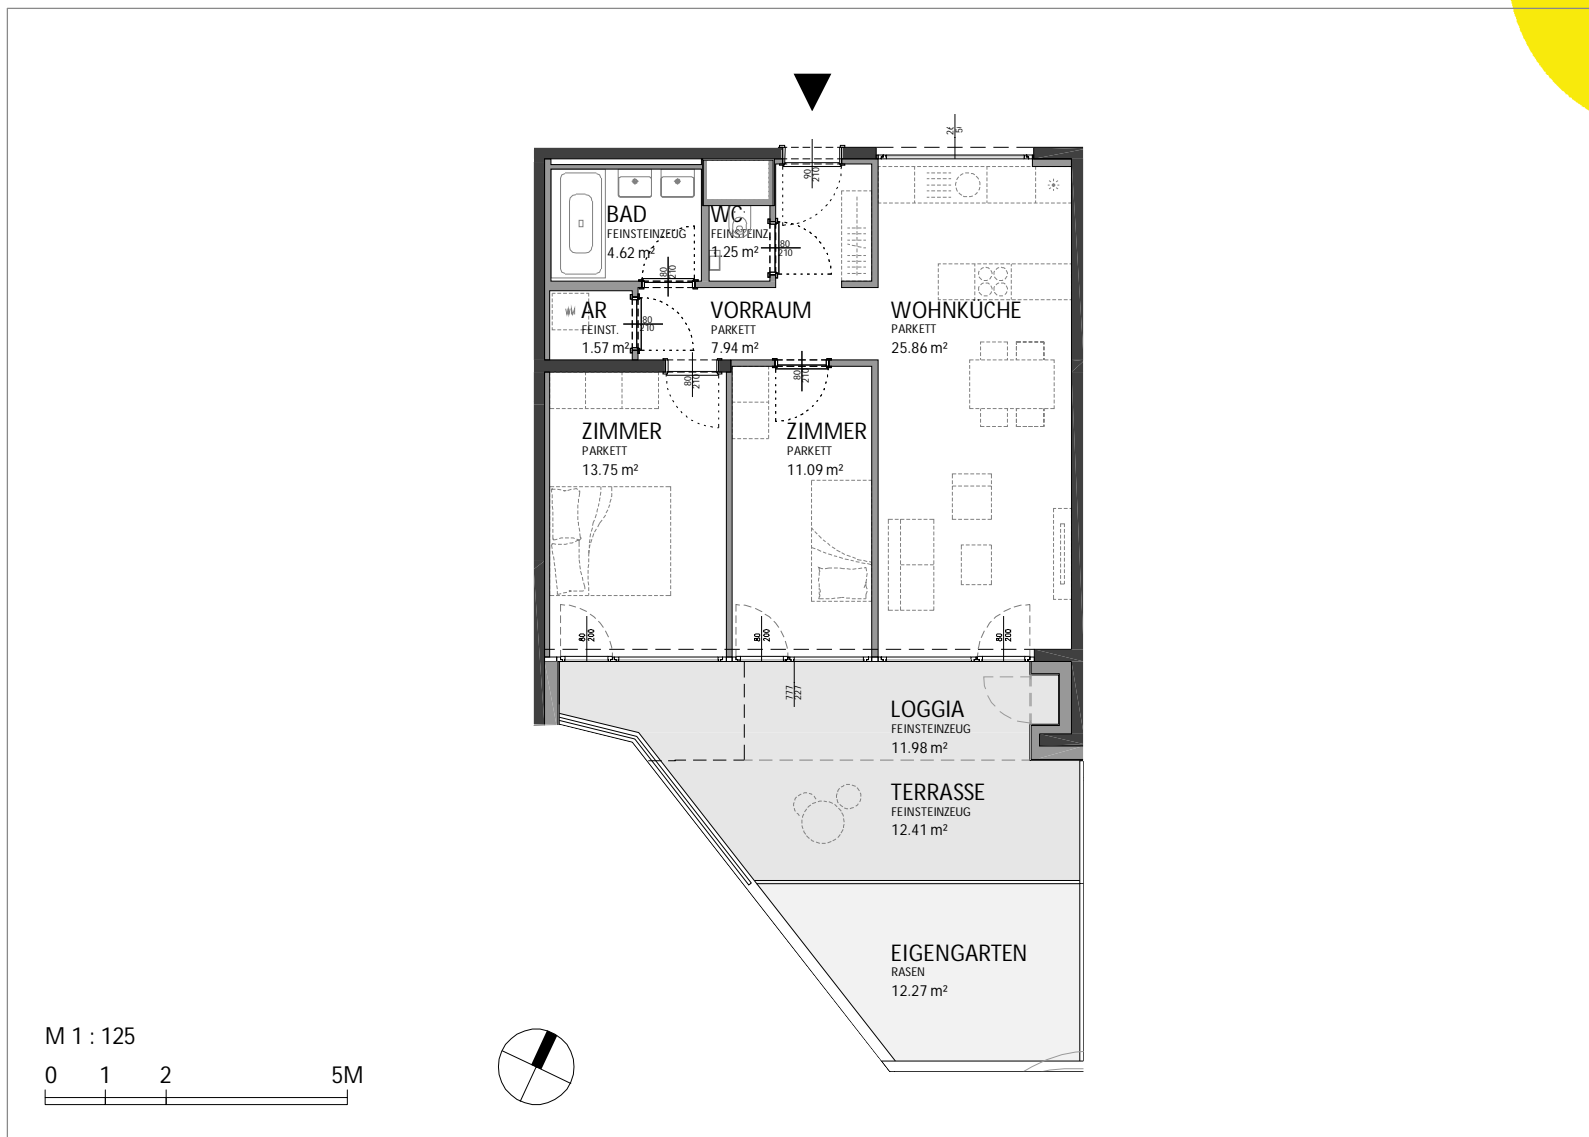 90
210
BAD
FEINSTEINZEUG
4.62 m²
WC
FEINSTEINZ.
1.25 m²
80
210
80
210
AR
FEINST.
1.57 m²
80
210
VORRAUM
PARKETT
7.94 m²
WOHNKÜCHE
PARKETT
25.86 m²
80
210
80
210
ZIMMER
PARKETT
13.75 m²
ZIMMER
PARKETT
11.09 m²
80
200
80
200
80
200
777
227
LOGGIA
FEINSTEINZEUG
11.98 m²
TERRASSE
FEINSTEINZEUG
12.41 m²
EIGENGARTEN
RASEN
12.27 m²
M 1 : 125
0 1 2 5M